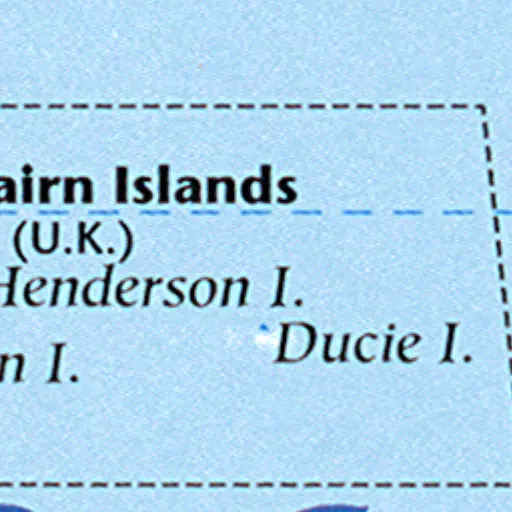 airn Islands
(U.K.)
Henderson I.
Ducie I.
n I.